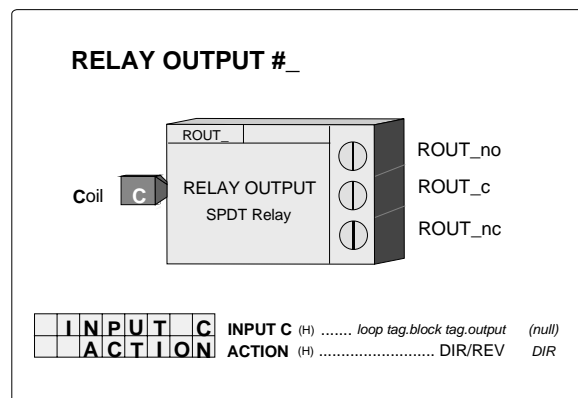 RELAY OUTPUT #_
ROUT_
ROUT_no
RELAY OUTPUT
ROUT_c
Coil
C
SPDT Relay
ROUT_nc
INPUT C INPUT C (H) ....... loop tag.block tag.output (null)
ACTION ACTION (H) .......................... DIR/REV DIR